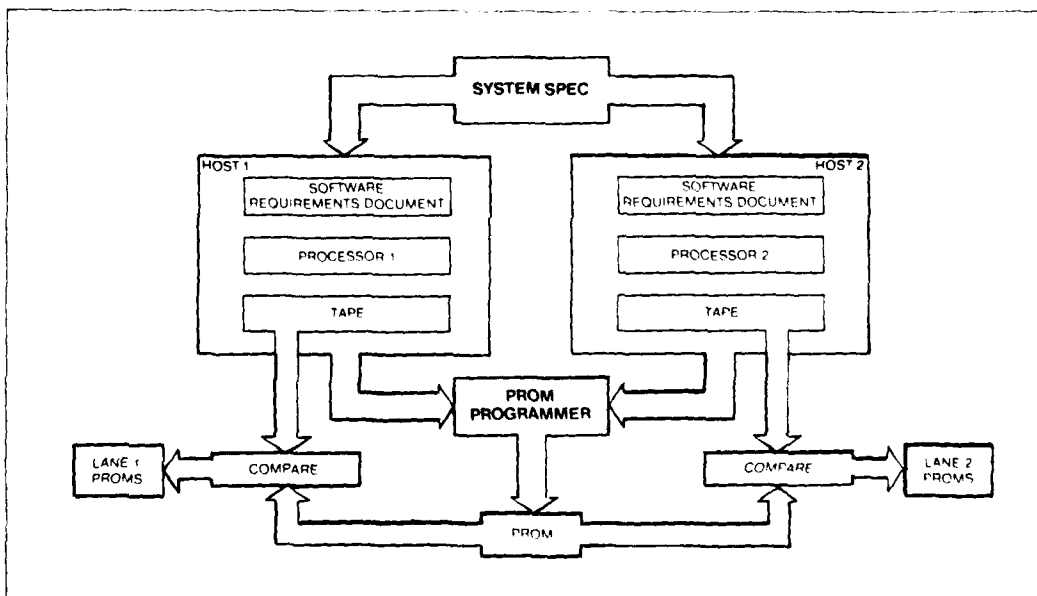 SYSTEM SPEC
HOST 1
SOFTWARE
REQUIREMENTS DOCUMENT
PROCESSOR 1
TAPE
HOST 2
SOFTWARE
REQUIREMENTS DOCUMENT
PROCESSOR 2
TAPE
PROM
PROGRAMMER
LANE 1
PROMS
COMPARE
COMPARE
LANE 2
PROMS
PROM